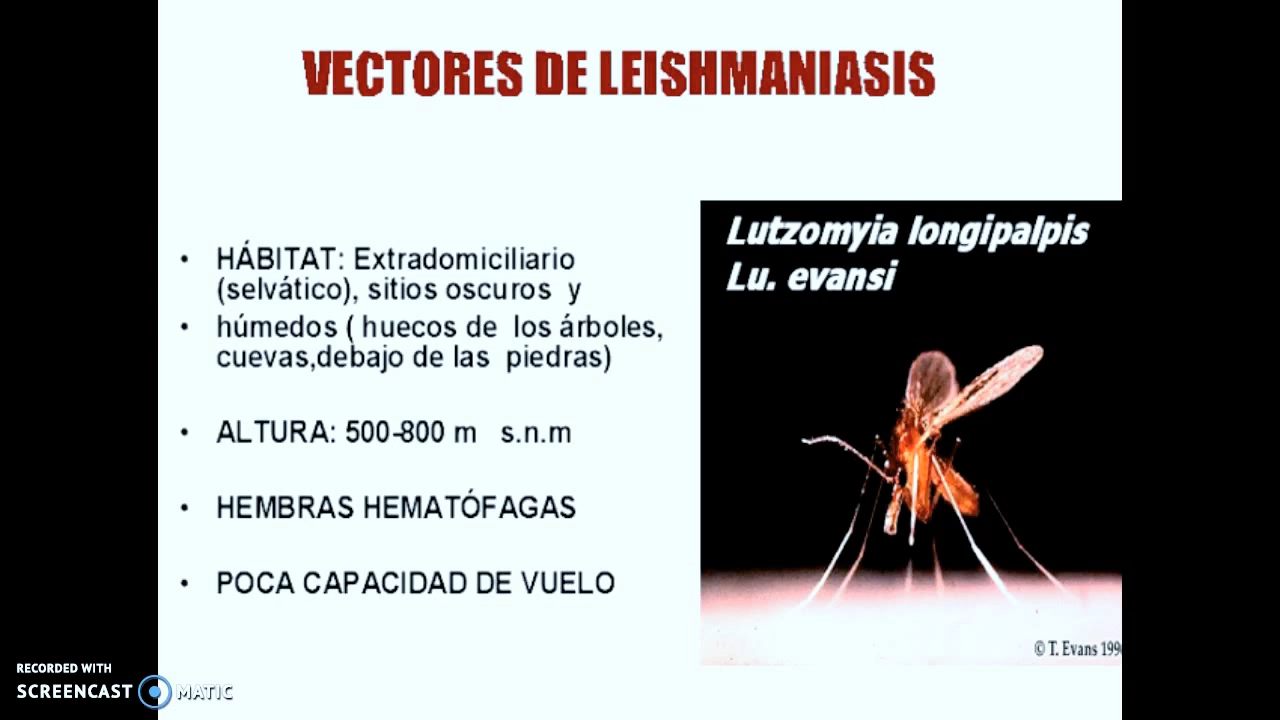 VECTORES DE LEISHMANIASIS
• HÁBITAT: Extradomiciliario
(selvático), sitios oscuros y
• húmedos ( huecos de los árboles,
cuevas,debajo de las piedras)
• ALTURA: 500-800 m s.n.m
• HEMBRAS HEMATÓFAGAS
• POCA CAPACIDAD DE VUELO
Lutzomyia longipalpis
Lu. evansi
© T. Evans
RECORDED WITH
SCREENCAST MATIC